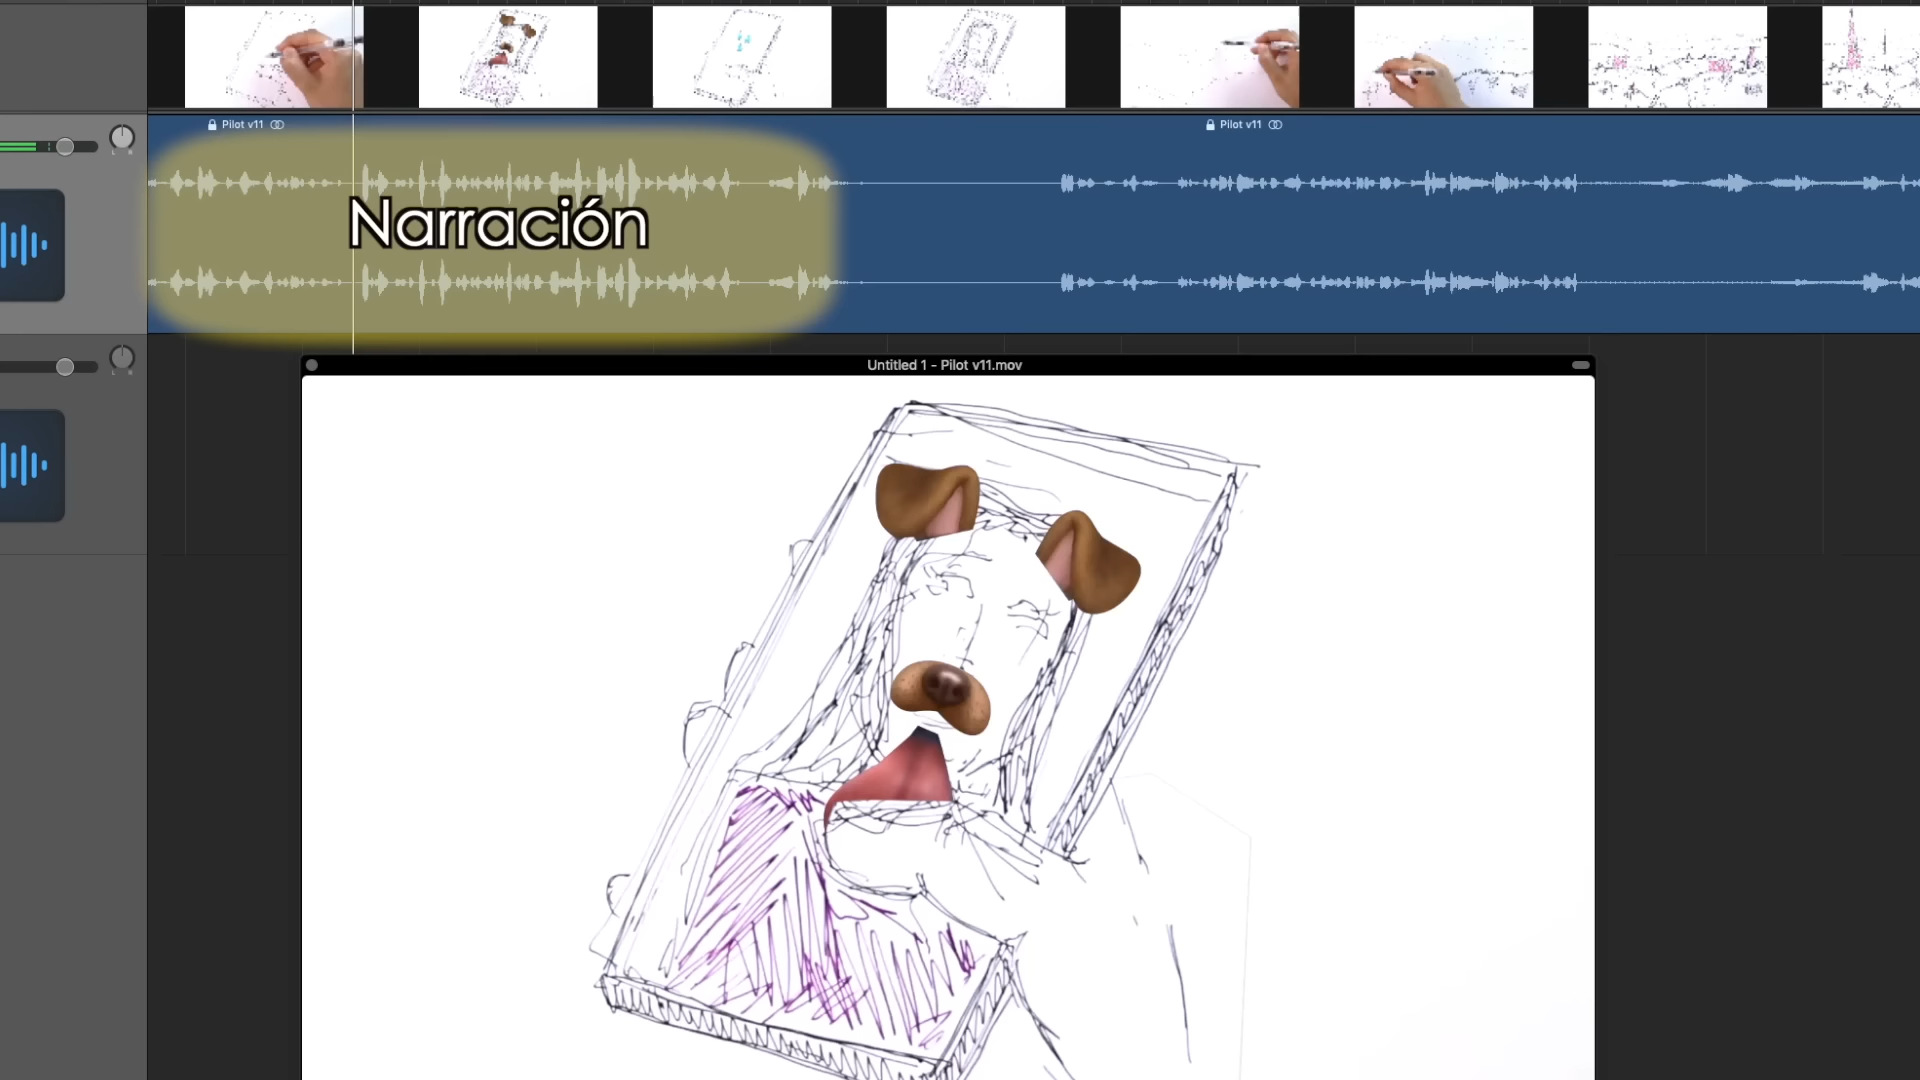 Pilot v11
Pilot v11
Narración
L R
L R
Untitled 1 - Pilot v11.mov